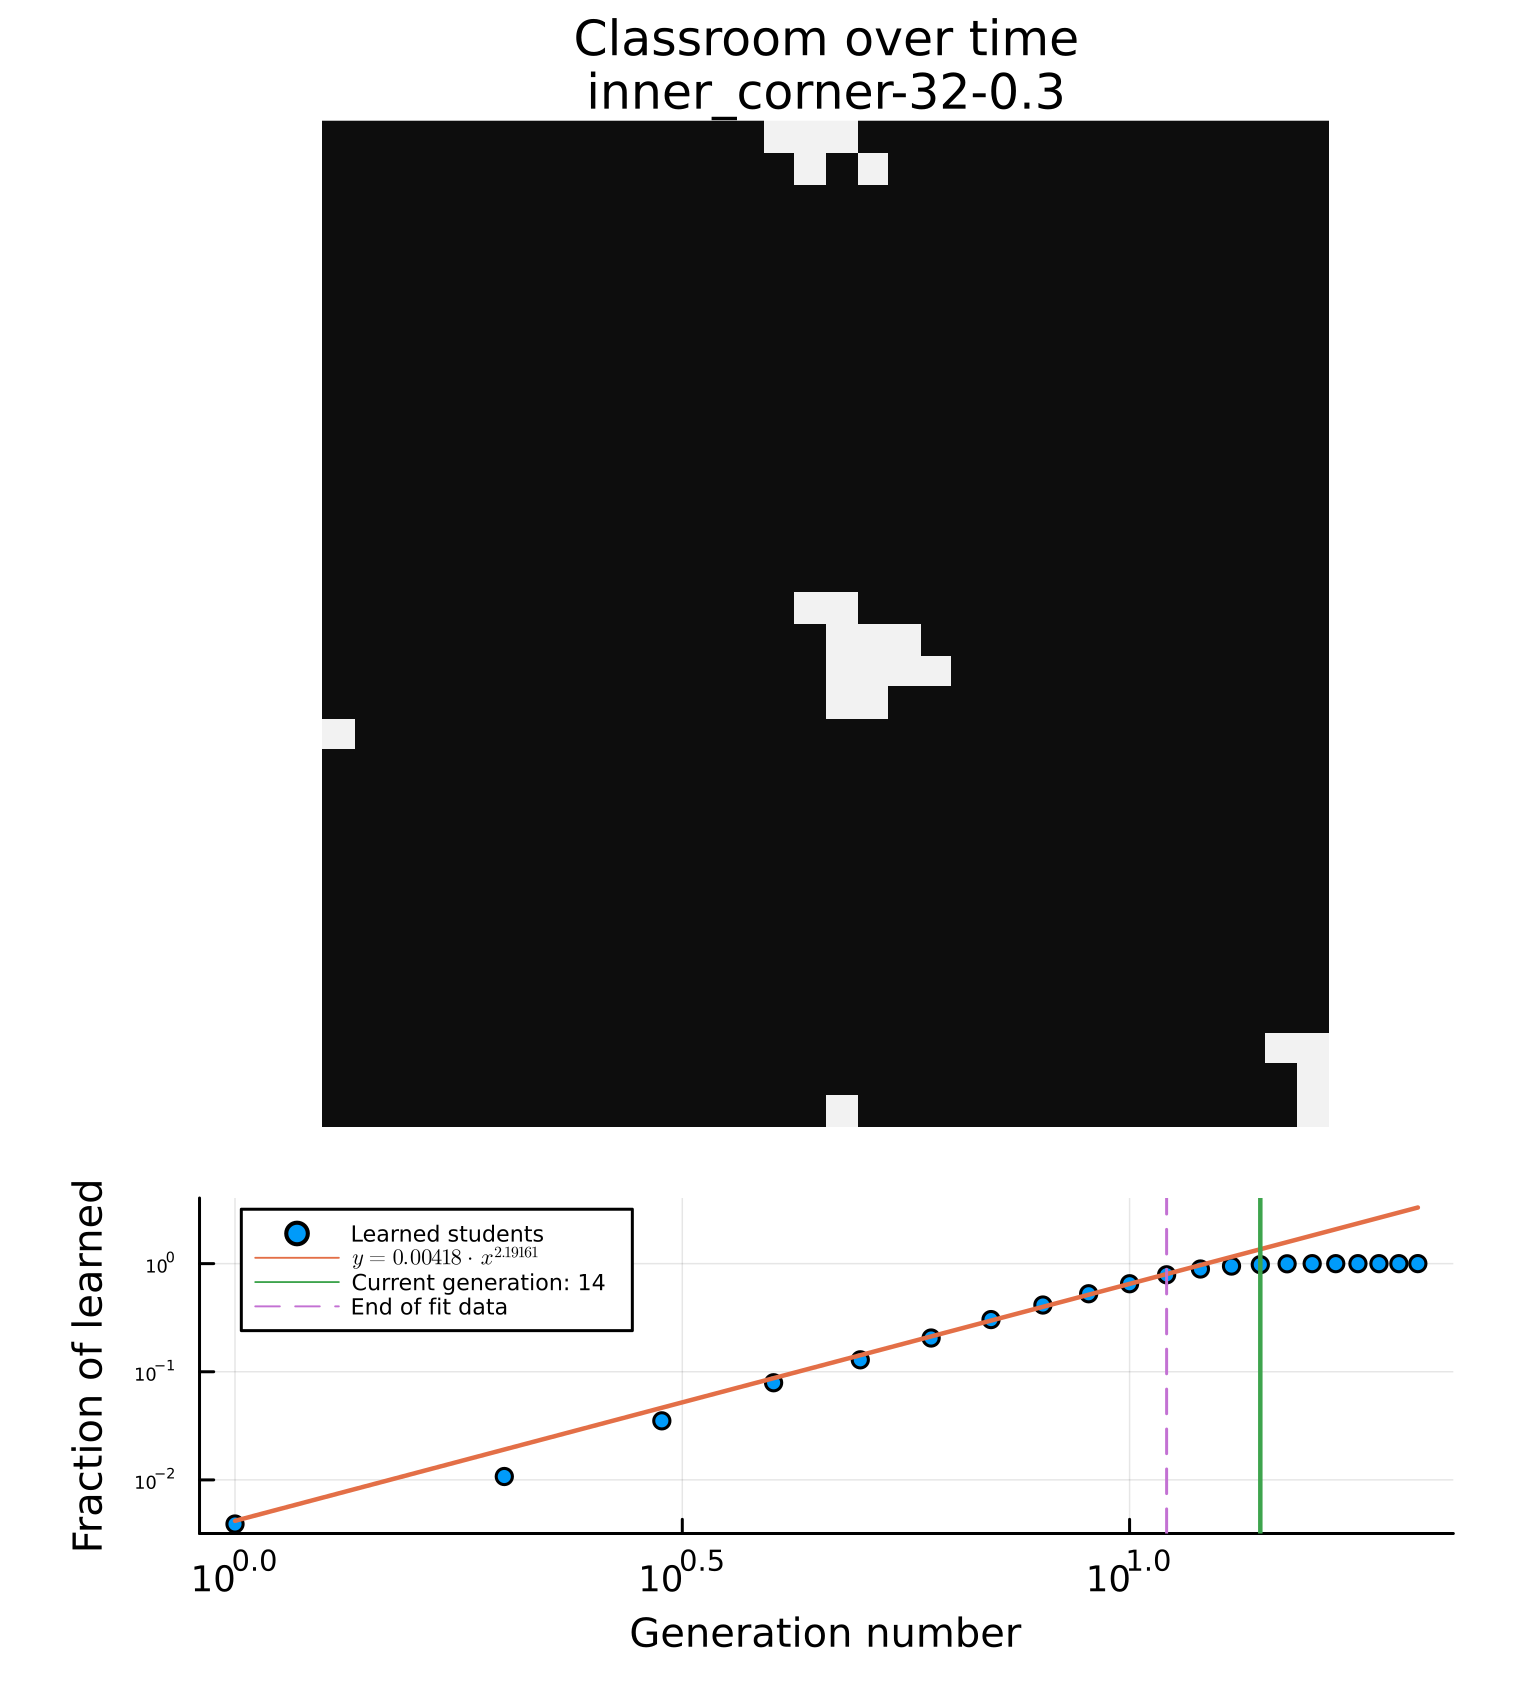 Classroom over time
inner_corner-32-0.3
Fraction of learned
10⁰
10⁻¹
10⁻²
Learned students
y = 0.00418 · x^2.19161
Current generation: 14
End of fit data
10^0.0
10^0.5
10^1.0
Generation number